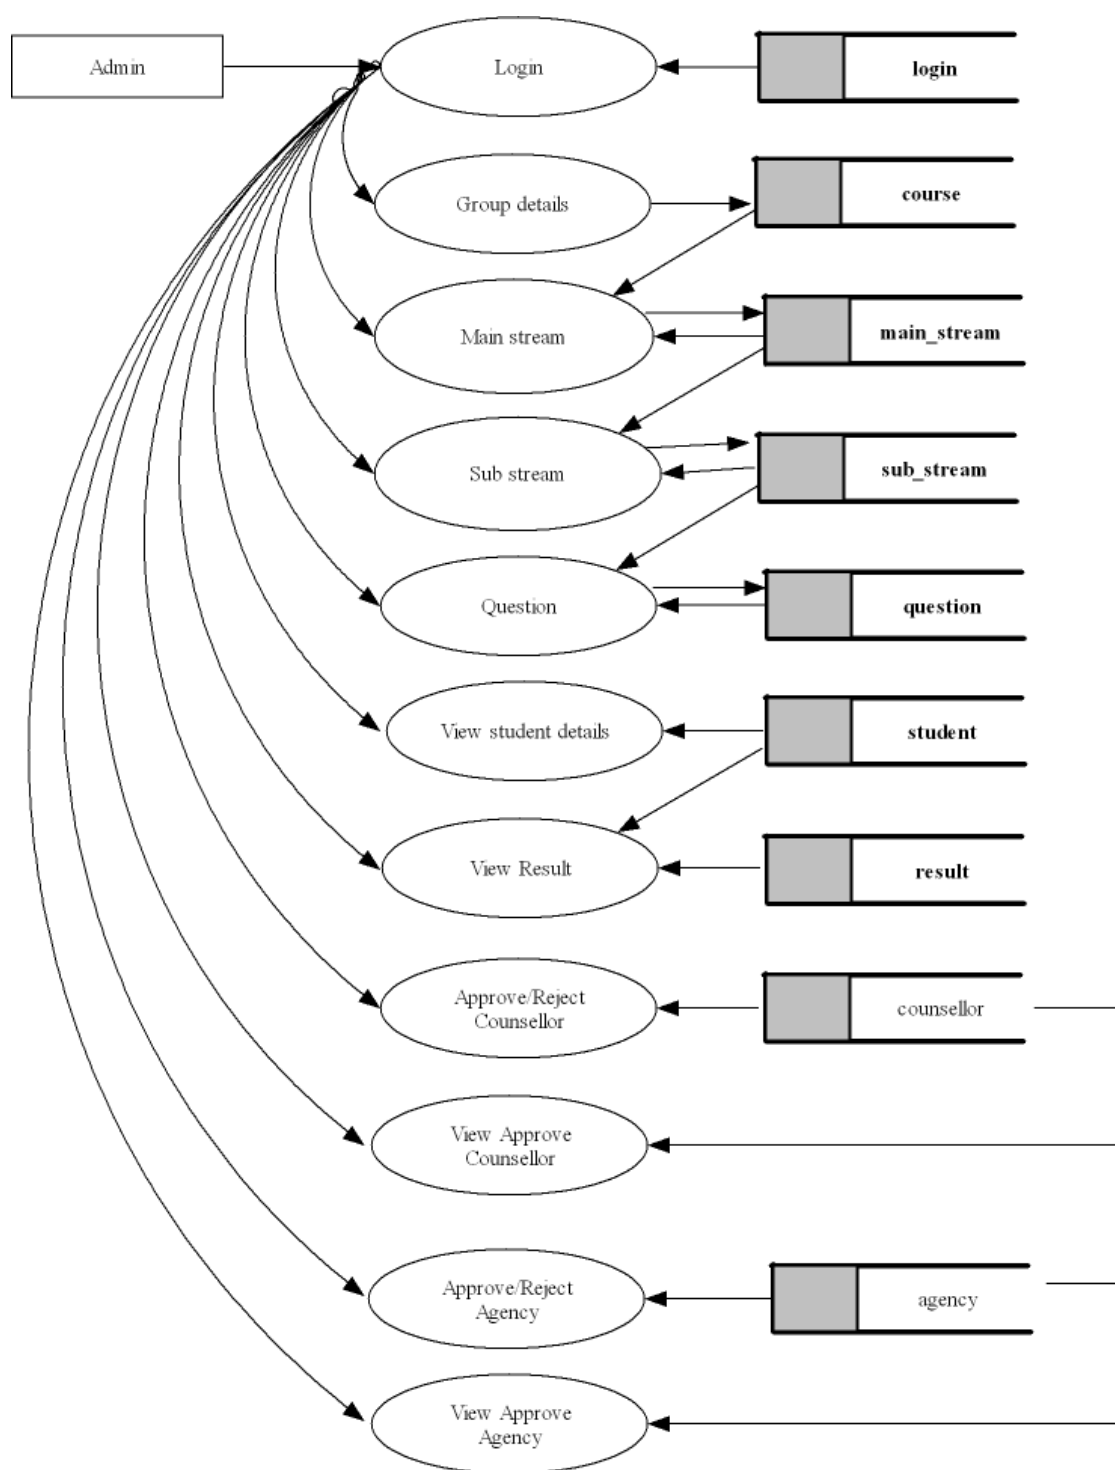 Admin
Login
login
Group details
course
Main stream
main_stream
Sub stream
sub_stream
Question
question
View student details
student
View Result
result
Approve/Reject
Counsellor
counsellor
View Approve
Counsellor
Approve/Reject
Agency
agency
View Approve
Agency